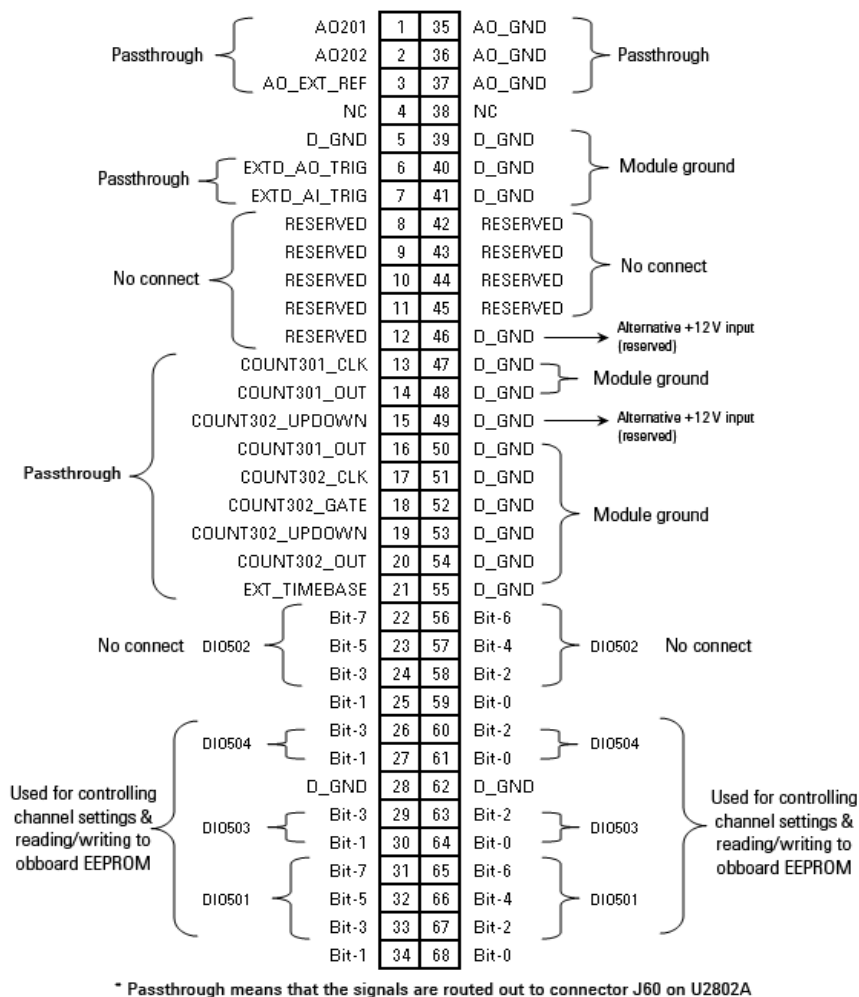 AO201 1 35 AO_GND
Passthrough AO202 2 36 AO_GND Passthrough
AO_EXT_REF 3 37 AO_GND
NC 4 38 NC
D_GND 5 39 D_GND
Passthrough EXTD_AO_TRIG 6 40 D_GND Module ground
EXTD_AI_TRIG 7 41 D_GND
RESERVED 8 42 RESERVED
RESERVED 9 43 RESERVED
No connect RESERVED 10 44 RESERVED No connect
RESERVED 11 45 RESERVED
RESERVED 12 46 D_GND Alternative +12 V input
(reserved)
COUNT301_CLK 13 47 D_GND
Module ground
COUNT301_OUT 14 48 D_GND
COUNT302_UPDOWN 15 49 D_GND Alternative +12 V input
(reserved)
COUNT301_OUT 16 50 D_GND
Passthrough COUNT302_CLK 17 51 D_GND
COUNT302_GATE 18 52 D_GND Module ground
COUNT302_UPDOWN 19 53 D_GND
COUNT302_OUT 20 54 D_GND
EXT_TIMEBASE 21 55 D_GND
Bit-7 22 56 Bit-6
No connect DIO502 Bit-5 23 57 Bit-4 DIO502 No connect
Bit-3 24 58 Bit-2
Bit-1 25 59 Bit-0
Bit-3 26 60 Bit-2
DIO504 DIO504
Bit-1 27 61 Bit-0
D_GND 28 62 D_GND
Used for controlling
channel settings &
reading/writing to
obboard EEPROM
Bit-3 29 63 Bit-2
DIO503 DIO503
Bit-1 30 64 Bit-0
Used for controlling
channel settings &
reading/writing to
obboard EEPROM
Bit-7 31 65 Bit-6
DIO501 Bit-5 32 66 Bit-4 DIO501
Bit-3 33 67 Bit-2
Bit-1 34 68 Bit-0
* Passthrough means that the signals are routed out to connector J60 on U2802A